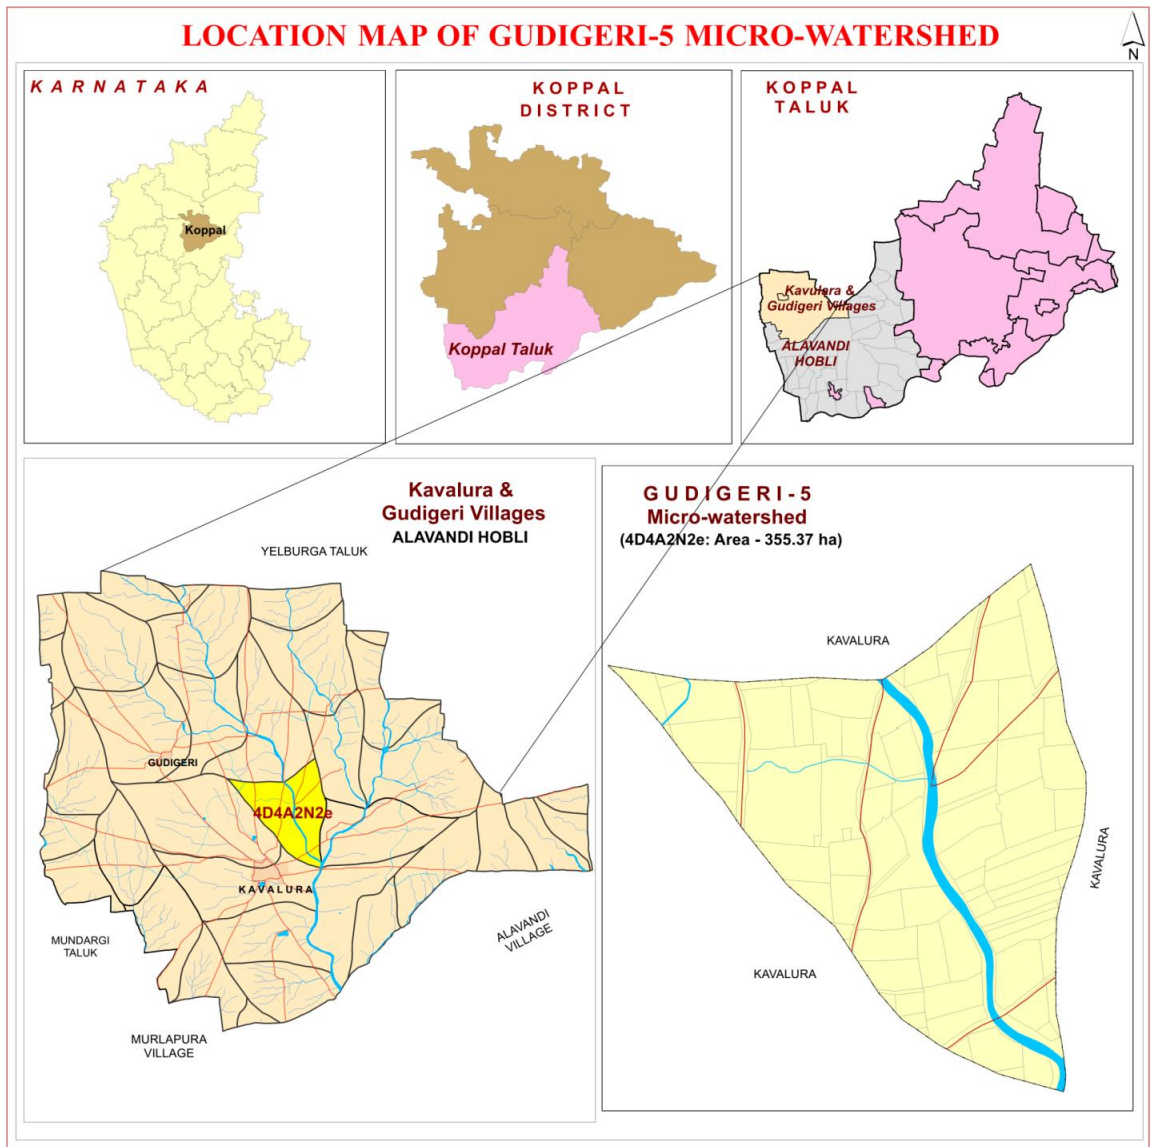 LOCATION MAP OF GUDIGERI-5 MICRO-WATERSHED
N
KARNATAKA
Koppal
KOPPAL
DISTRICT
Koppal Taluk
KOPPAL
TALUK
Kavulara &
Gudigeri Villages
ALAVANDI
HOBLI
Kavalura &
Gudigeri Villages
ALAVANDI HOBLI
YELBURGA TALUK
GUDIGERI
4D4A2N2e
KAVALURA
MUNDARGI
TALUK
ALAVANDI
VILLAGE
MURLAPURA
VILLAGE
GUDIGERI-5
Micro-watershed
(4D4A2N2e: Area - 355.37 ha)
KAVALURA
KAVALURA
KAVALURA